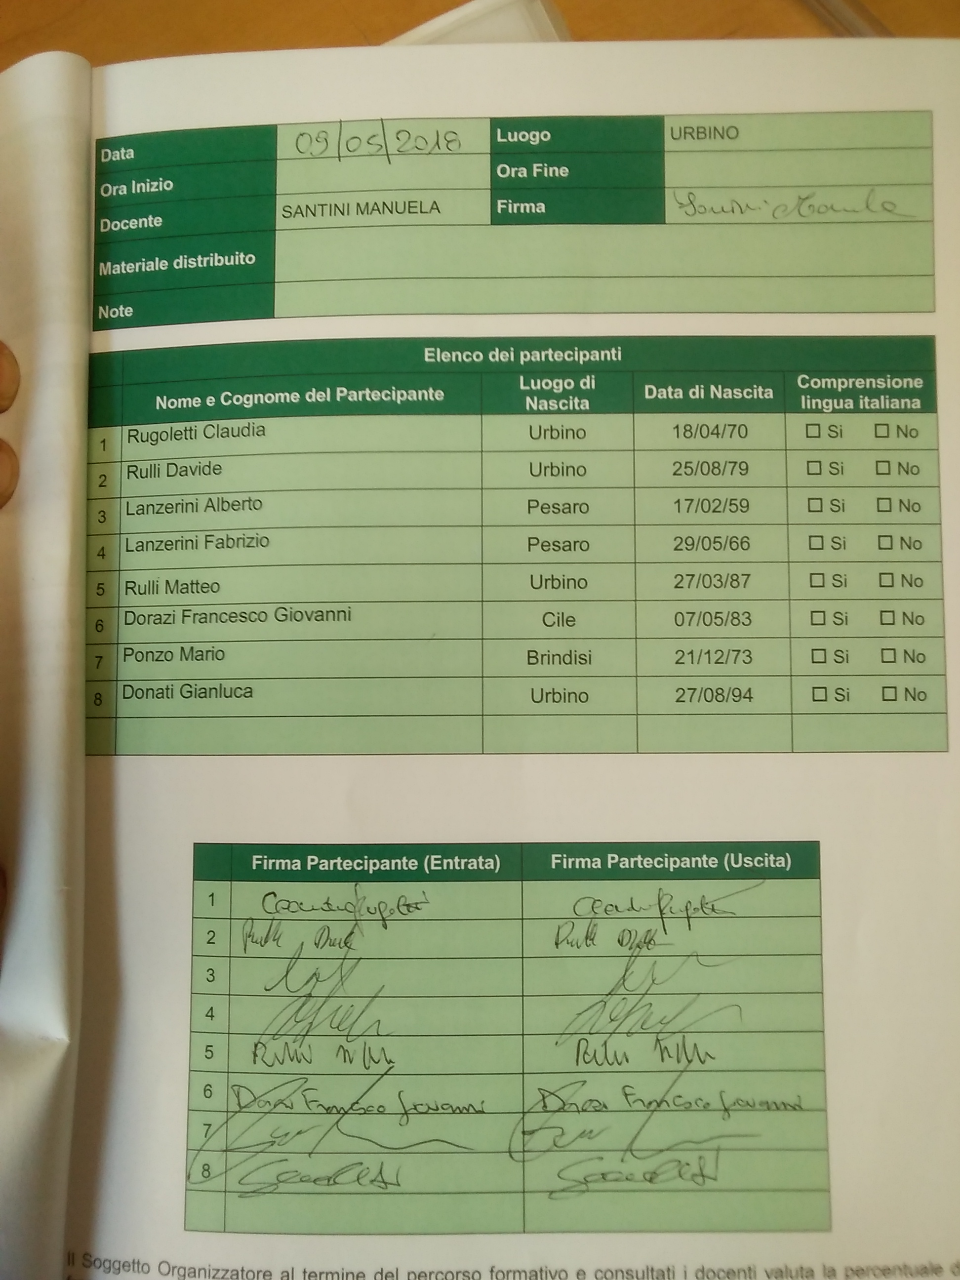 Data 09/05/2018 Luogo URBINO
Ora Inizio Ora Fine
Docente SANTINI MANUELA Firma
Materiale distribuito
Note
Elenco dei partecipanti
Nome e Cognome del Partecipante Luogo di Nascita Data di Nascita Comprensione lingua italiana
1 Rugoletti Claudia Urbino 18/04/70 ☐ Si ☐ No
2 Rulli Davide Urbino 25/08/79 ☐ Si ☐ No
3 Lanzerini Alberto Pesaro 17/02/59 ☐ Si ☐ No
4 Lanzerini Fabrizio Pesaro 29/05/66 ☐ Si ☐ No
5 Rulli Matteo Urbino 27/03/87 ☐ Si ☐ No
6 Dorazi Francesco Giovanni Cile 07/05/83 ☐ Si ☐ No
7 Ponzo Mario Brindisi 21/12/73 ☐ Si ☐ No
8 Donati Gianluca Urbino 27/08/94 ☐ Si ☐ No
Firma Partecipante (Entrata) Firma Partecipante (Uscita)
1
2
3
4
5
6 Dorazi Francesco Giovanni Dorazi Francesco Giovanni
7
8
Il Soggetto Organizzatore al termine del percorso formativo e consultati i docenti valuta la percentuale d